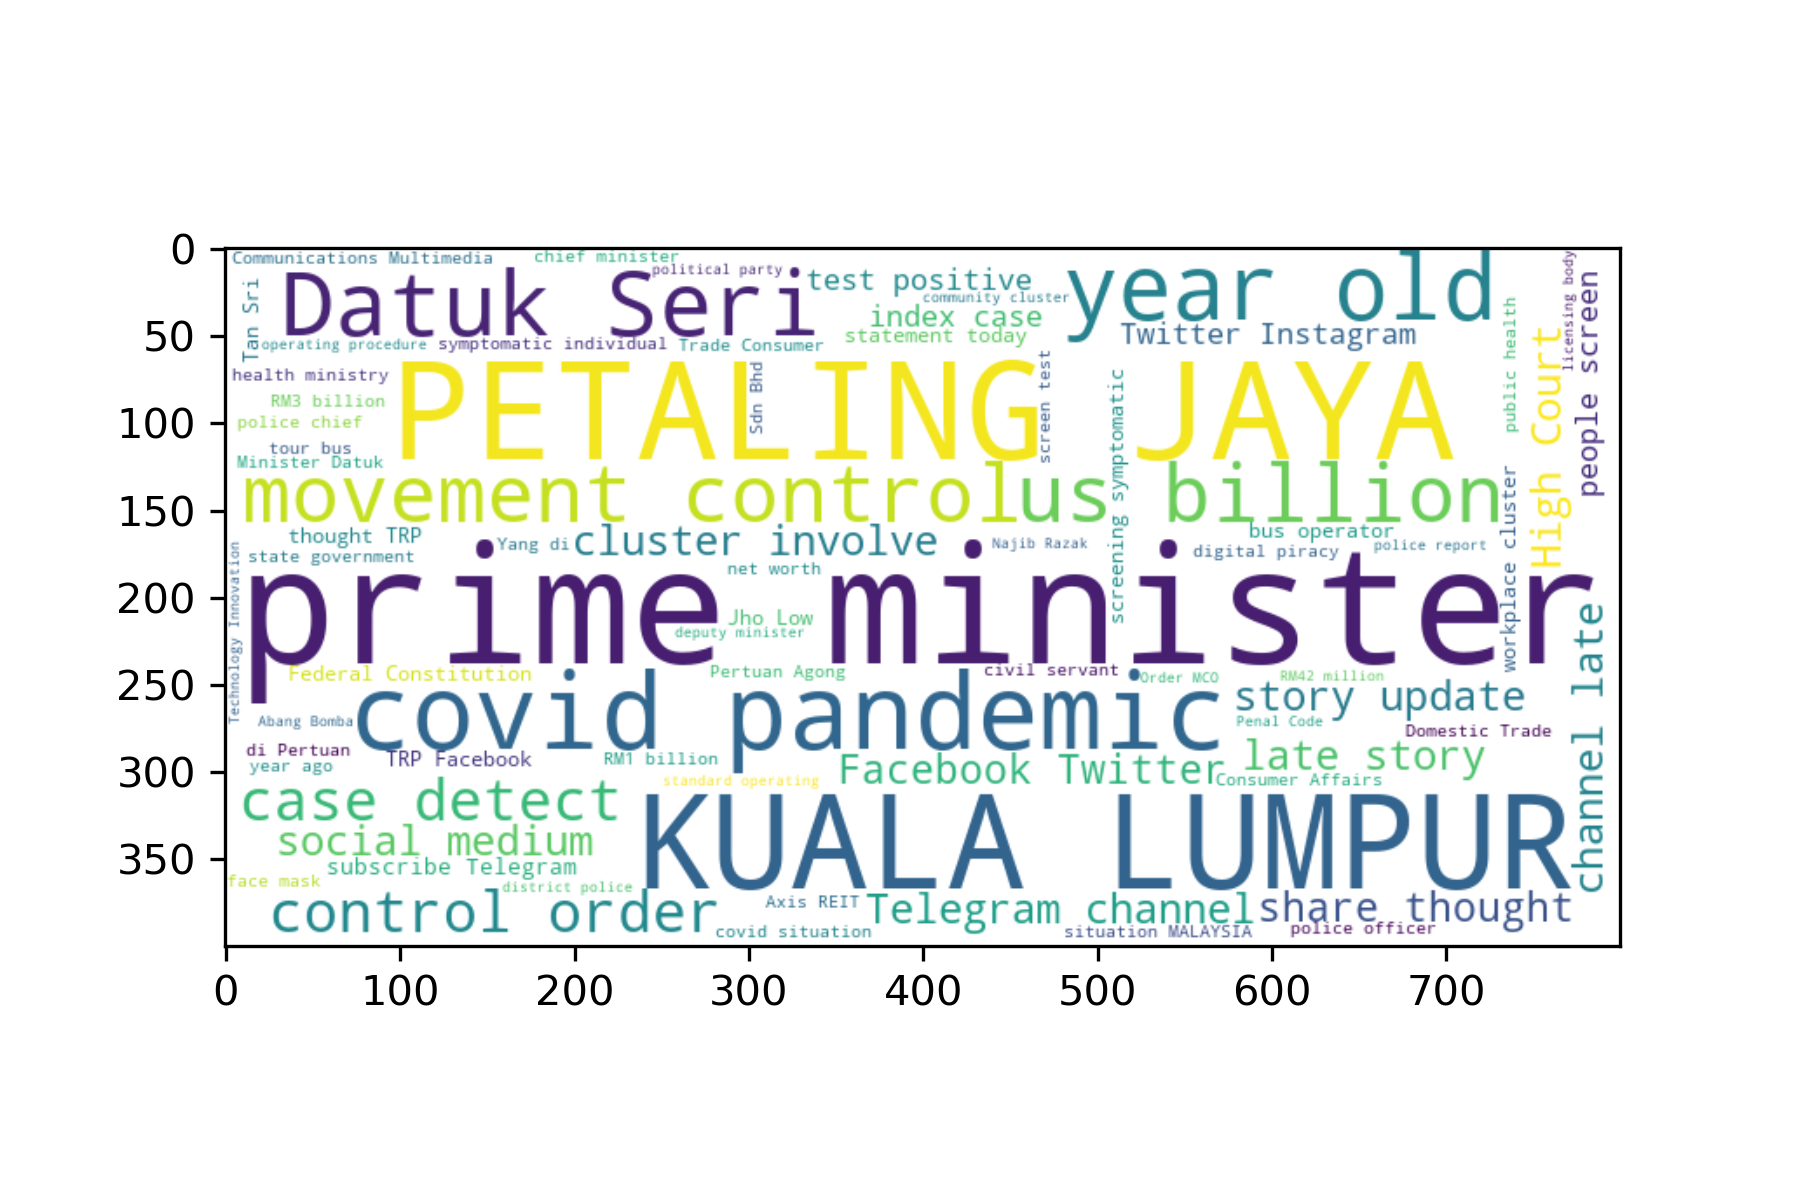 Communications Multimedia
chief minister
political party
Datuk Seri
test positive
community cluster
year old
Tan Sri
index case
statement today
Twitter Instagram
operating procedure
symptomatic individual
Trade Consumer
licensing body
people screen
public health
High Court
health ministry
PETALING JAYA
Sdn Bhd
screen test
screening symptomatic
RM3 billion
police chief
tour bus
Minister Datuk
movement control
us billion
workplace cluster
thought TRP
Yang di
cluster involve
Najib Razak
bus operator
digital piracy
police report
state government
net worth
Technology Innovation
prime minister
Jho Low
deputy minister
channel late
Federal Constitution
Pertuan Agong
civil servant
Order MCO
RM42 million
covid pandemic
story update
Abang Bomba
Penal Code
Domestic Trade
di Pertuan
TRP Facebook
RM1 billion
late story
year ago
standard operating
Facebook Twitter
Consumer Affairs
case detect
KUALA LUMPUR
social medium
subscribe Telegram
face mask
district police
control order
Axis REIT
Telegram channel
share thought
covid situation
situation MALAYSIA
police officer
0
50
100
150
200
250
300
350
0 100 200 300 400 500 600 700